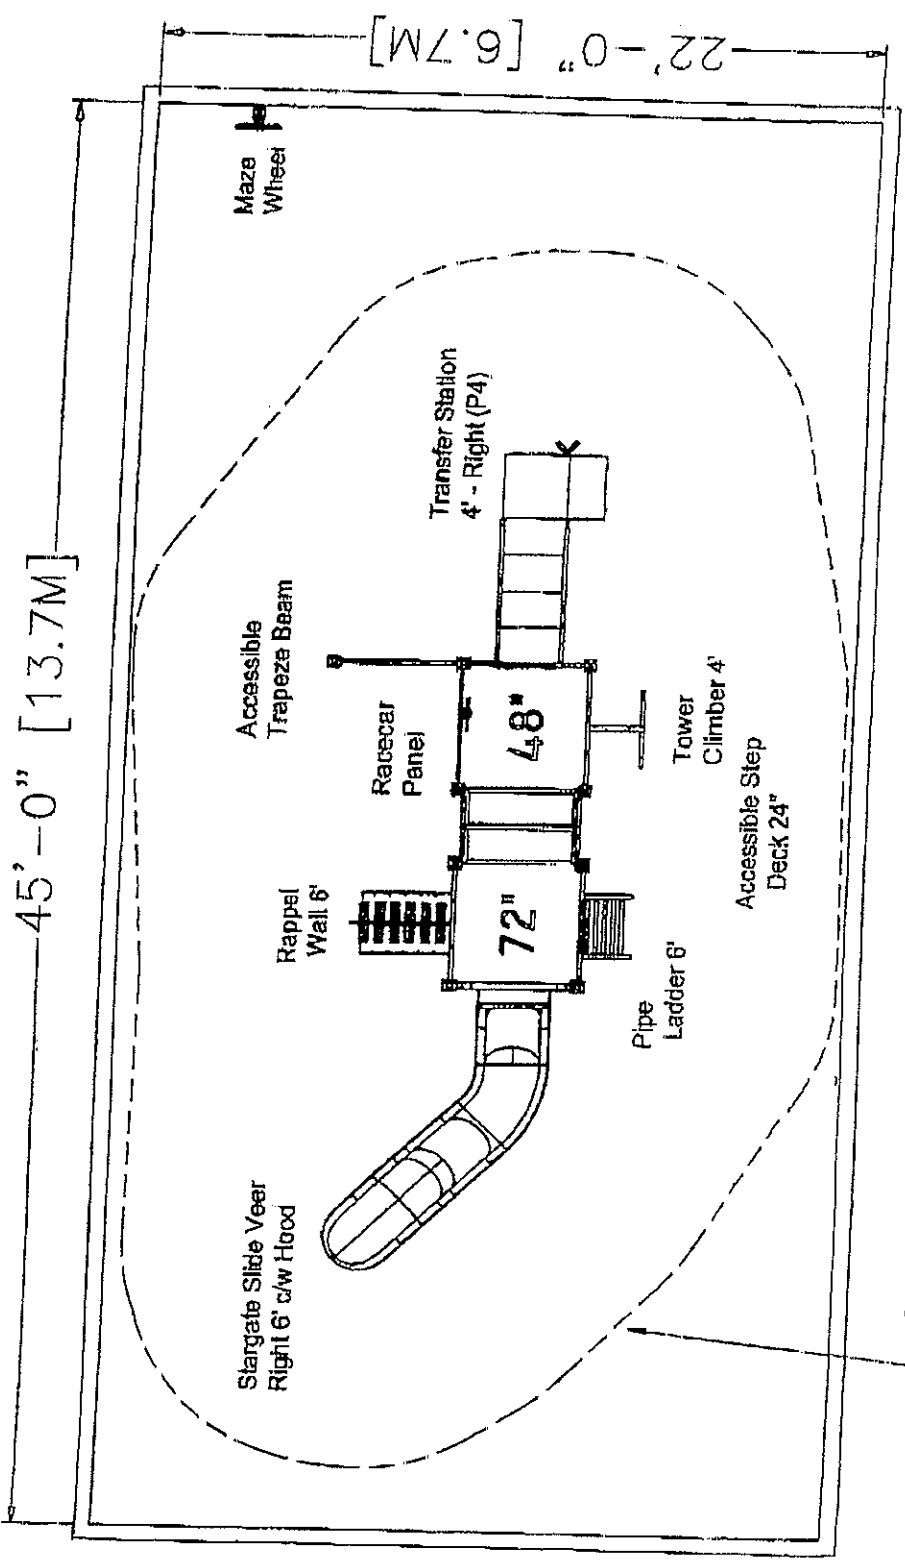 45'-0" [13.7M]
22'-0" [6.7M]
Maze
Wheel
Transfer Station
4' - Right (P4)
Accessible
Trapeze Beam
Racecar
Panel
48"
Tower
Climber 4'
Accessible Step
Deck 24"
Rappel
Wall 6'
72"
Pipe
Ladder 6'
Stargate Slide Veer
Right 6' c/w Hood